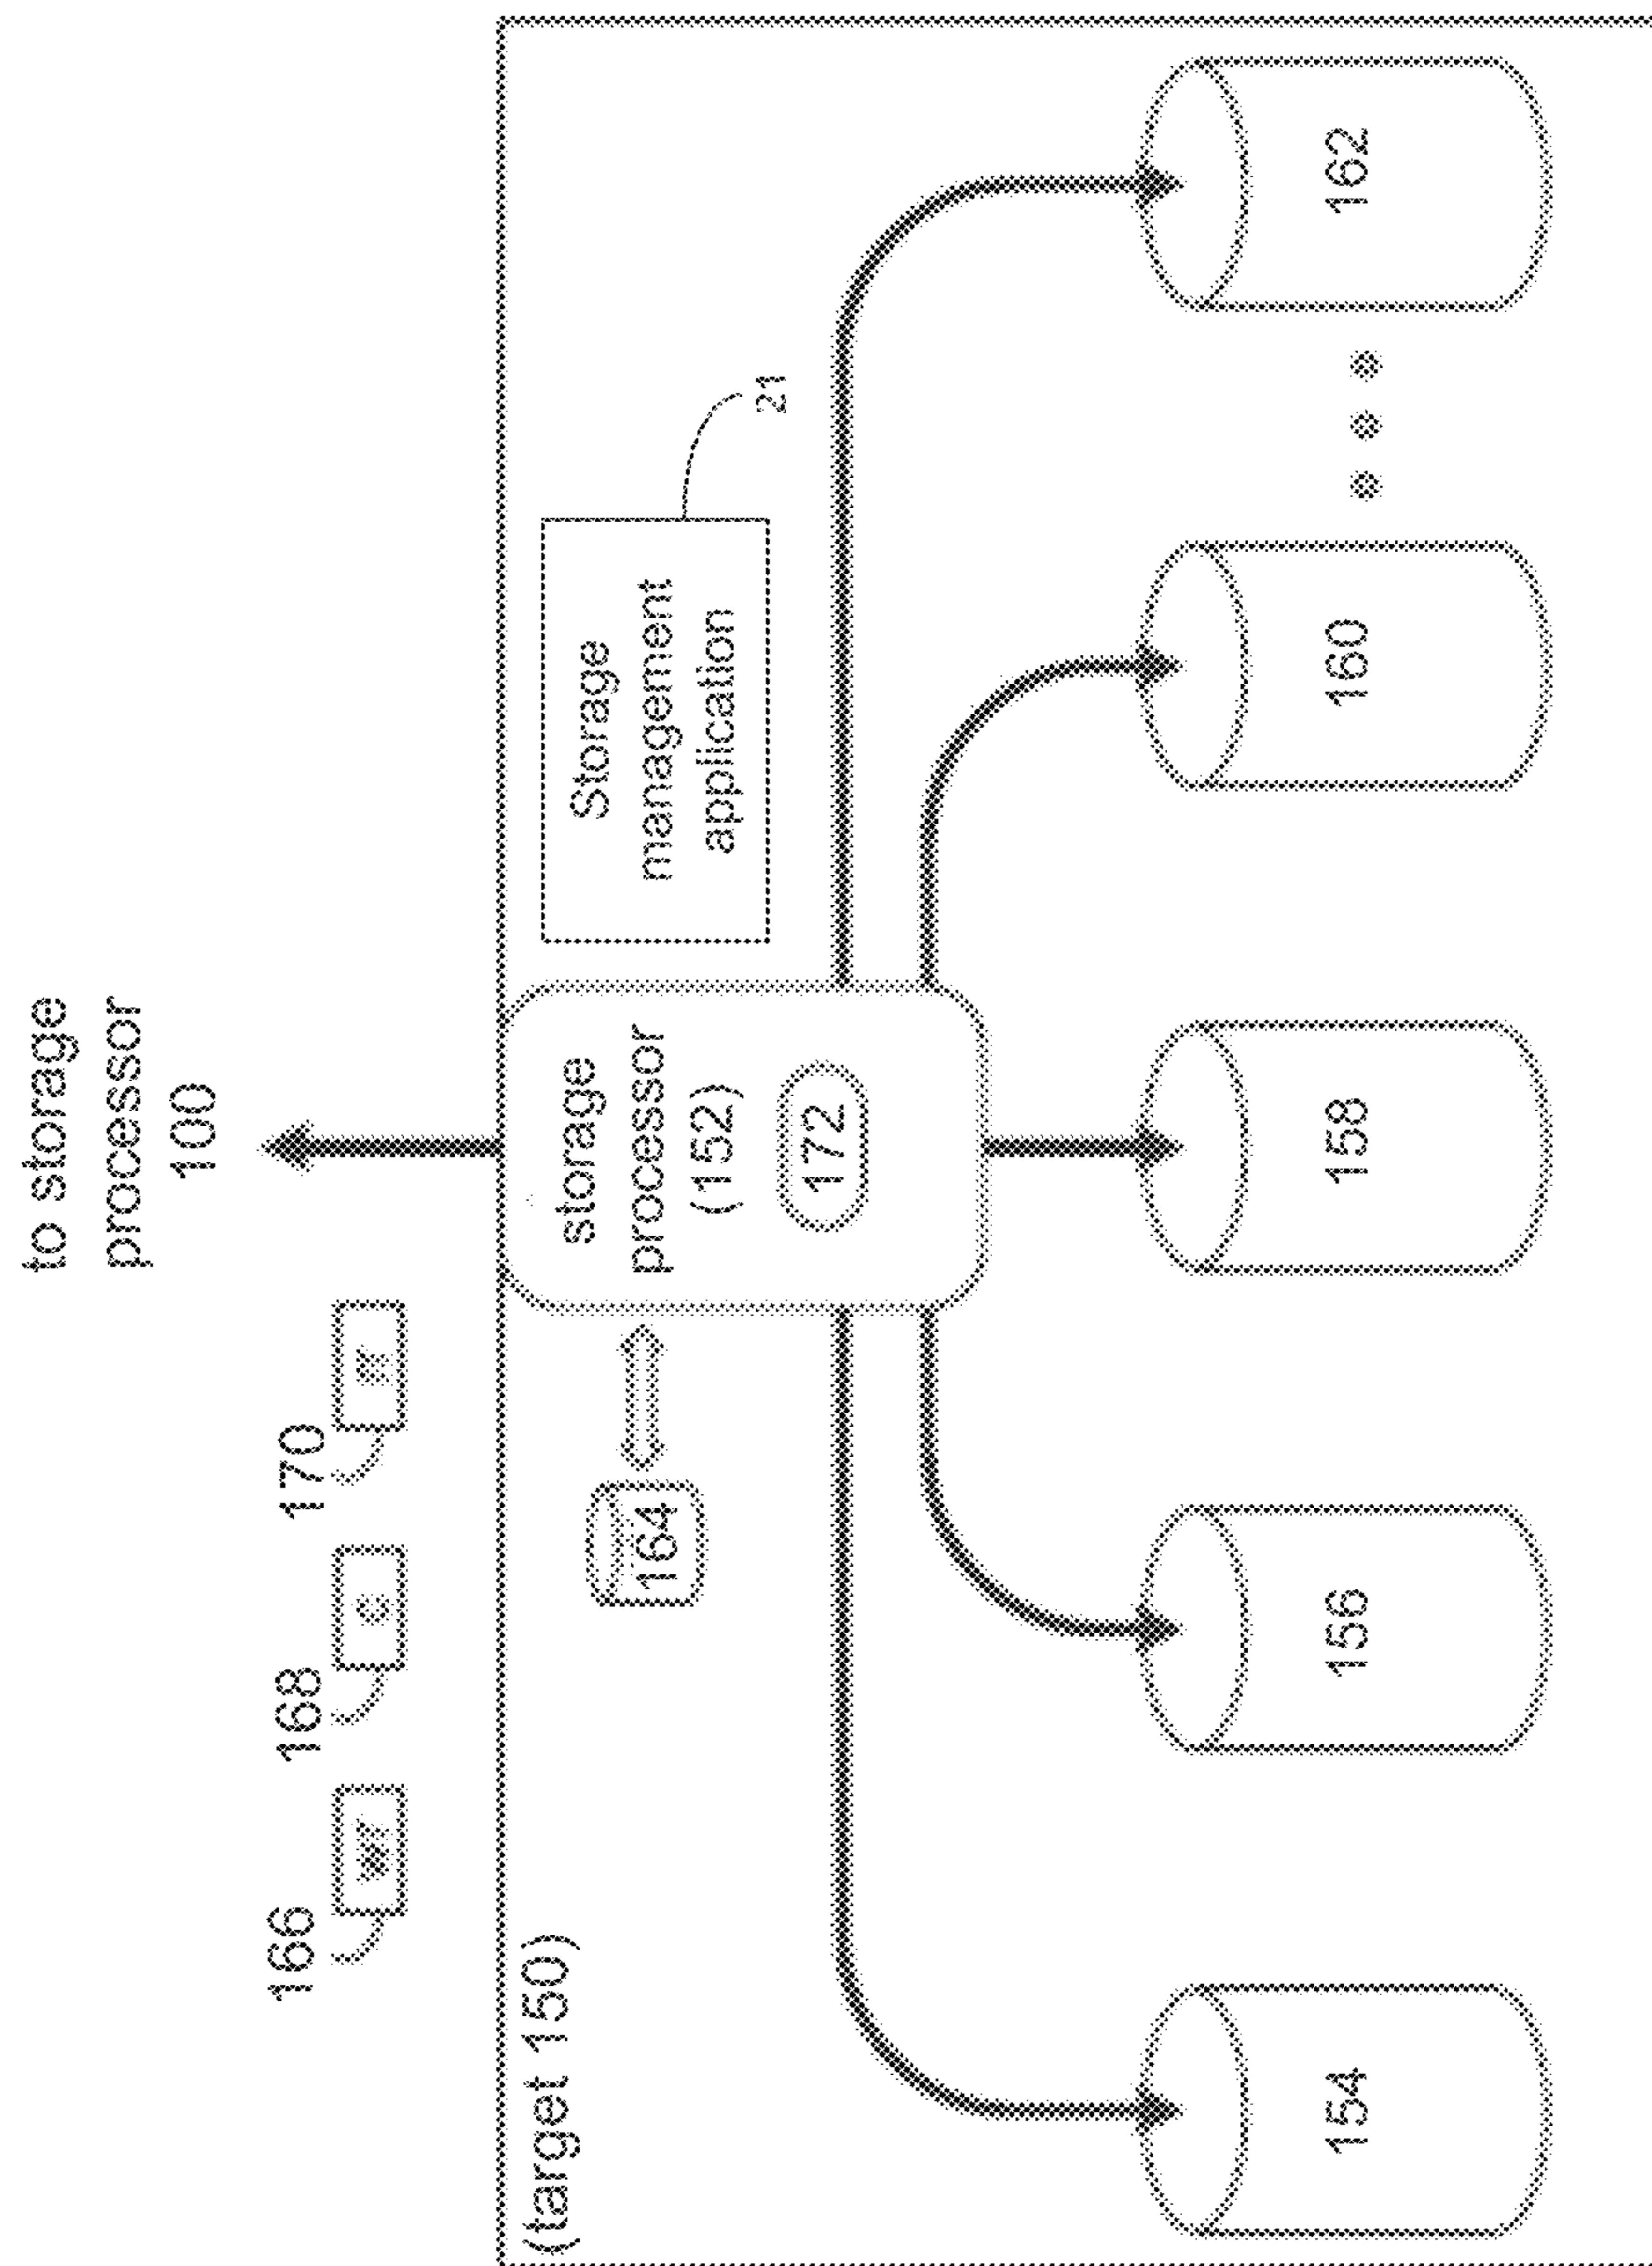 to storage
processor
100
166
168
C
170
(target 150)
storage
processor
(152)
172
164
Storage
management
application
21
154
156
158
160
162